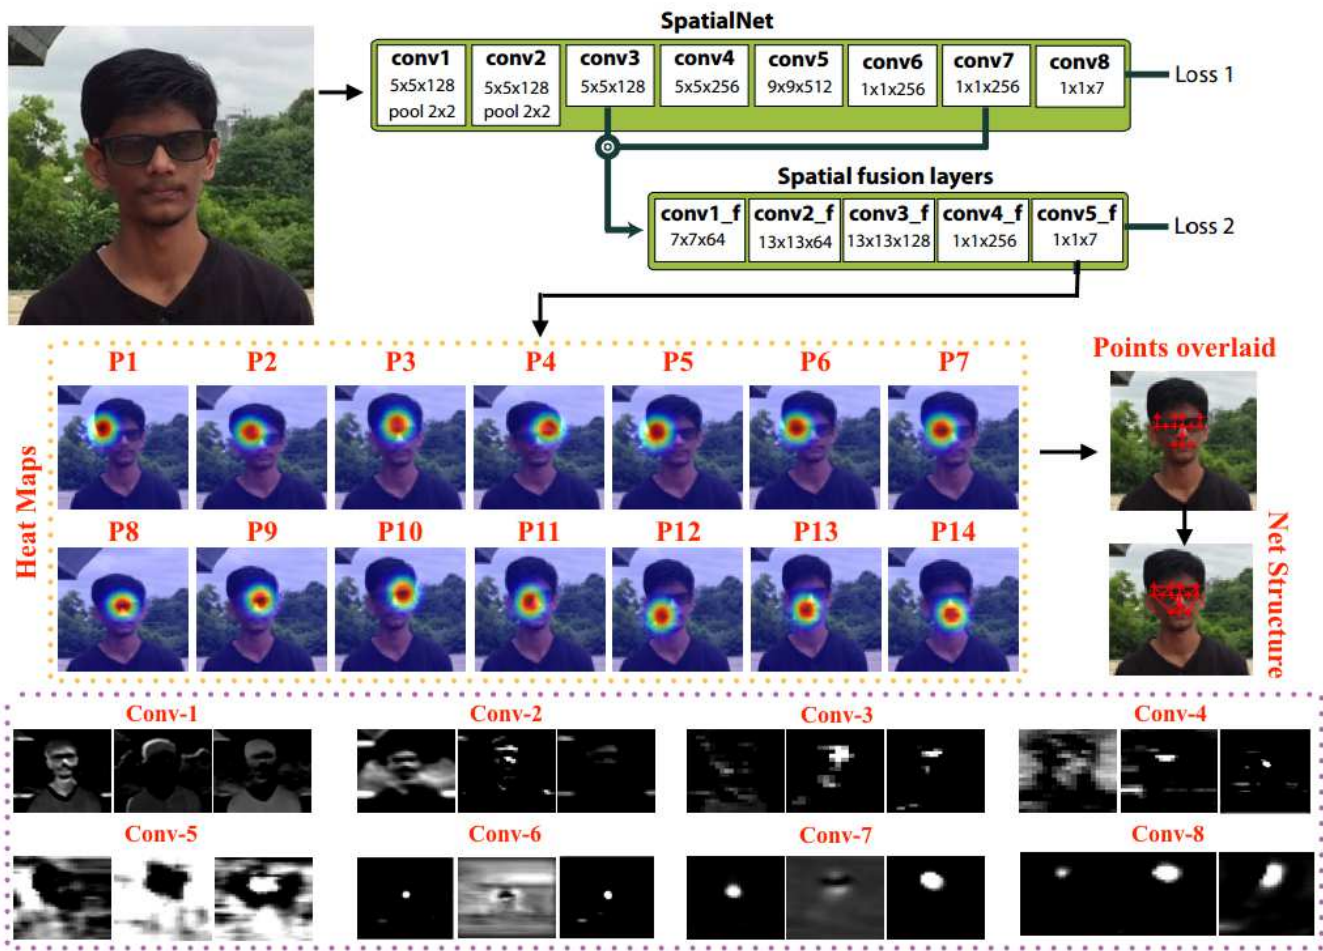 SpatialNet
conv1 conv2 conv3 conv4 conv5 conv6 conv7 conv8
5x5x128 5x5x128 5x5x128 5x5x256 9x9x512 1x1x256 1x1x256 1x1x7
pool 2x2 pool 2x2
Loss 1
Spatial fusion layers
conv1_f conv2_f conv3_f conv4_f conv5_f
7x7x64 13x13x64 13x13x128 1x1x256 1x1x7
Loss 2
P1 P2 P3 P4 P5 P6 P7
Points overlaid
Heat Maps
P8 P9 P10 P11 P12 P13 P14
Net Structure
Conv-1 Conv-2 Conv-3 Conv-4
Conv-5 Conv-6 Conv-7 Conv-8